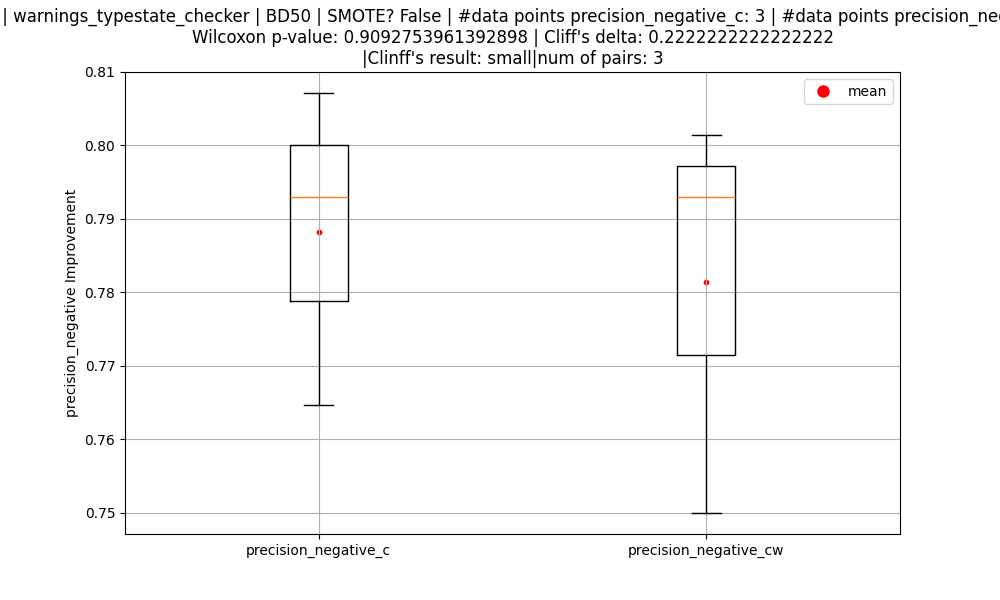 | warnings_typestate_checker | BD50 | SMOTE? False | #data points precision_negative_c: 3 | #data points
Wilcoxon p-value: 0.9092753961392898 | Cliff's delta: 0.2222222222222222
|Clinff's result: small|num of pairs: 3
mean
0.81
0.80
0.79
0.78
0.77
0.76
0.75
precision_negative Improvement
precision_negative_c
precision_negative_cw